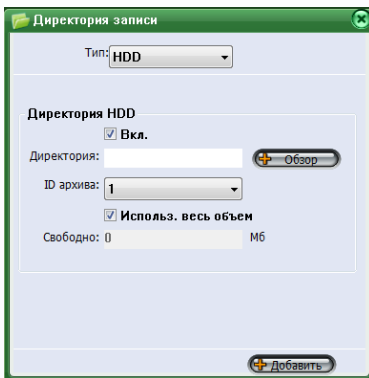 Директория записи
Тип: HDD
Директория HDD
Вкл.
Директория: Обзор
ID архива: 1
Использ. весь объем
Свободно: 0 Мб
Добавить